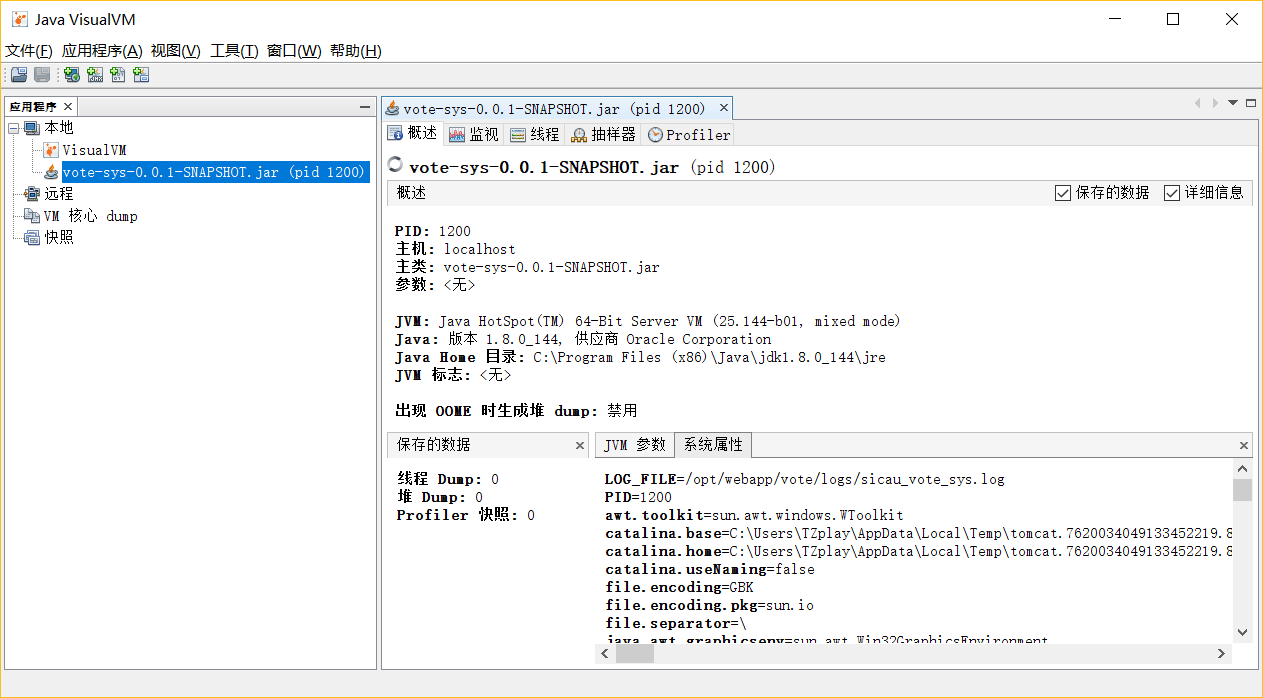 Java VisualVM
文件(F) 应用程序(A) 视图(V) 工具(T) 窗口(W) 帮助(H)
应用程序
本地
VisualVM
vote-sys-0.0.1-SNAPSHOT.jar (pid 1200)
远程
VM 核心 dump
快照
vote-sys-0.0.1-SNAPSHOT.jar (pid 1200)
概述 监视 线程 抽样器 Profiler
vote-sys-0.0.1-SNAPSHOT.jar (pid 1200)
概述 保存的数据 详细信息
PID: 1200
主机: localhost
主类: vote-sys-0.0.1-SNAPSHOT.jar
参数: <无>
JVM: Java HotSpot(TM) 64-Bit Server VM (25.144-b01, mixed mode)
Java: 版本 1.8.0_144, 供应商 Oracle Corporation
Java Home 目录: C:\Program Files (x86)\Java\jdk1.8.0_144\jre
JVM 标志: <无>
出现 OOME 时生成堆 dump: 禁用
保存的数据
线程 Dump: 0
堆 Dump: 0
Profiler 快照: 0
JVM 参数 系统属性
LOG_FILE=/opt/webapp/vote/logs/sicau_vote_sys.log
PID=1200
awt.toolkit=sun.awt.windows.WToolkit
catalina.base=C:\Users\TZplay\AppData\Local\Temp\tomcat.7620034049133452219.8
catalina.home=C:\Users\TZplay\AppData\Local\Temp\tomcat.7620034049133452219.8
catalina.useNaming=false
file.encoding=GBK
file.encoding.pkg=sun.io
file.separator=\
java.awt.graphicsenv=sun.awt.Win32GraphicsEnvironment